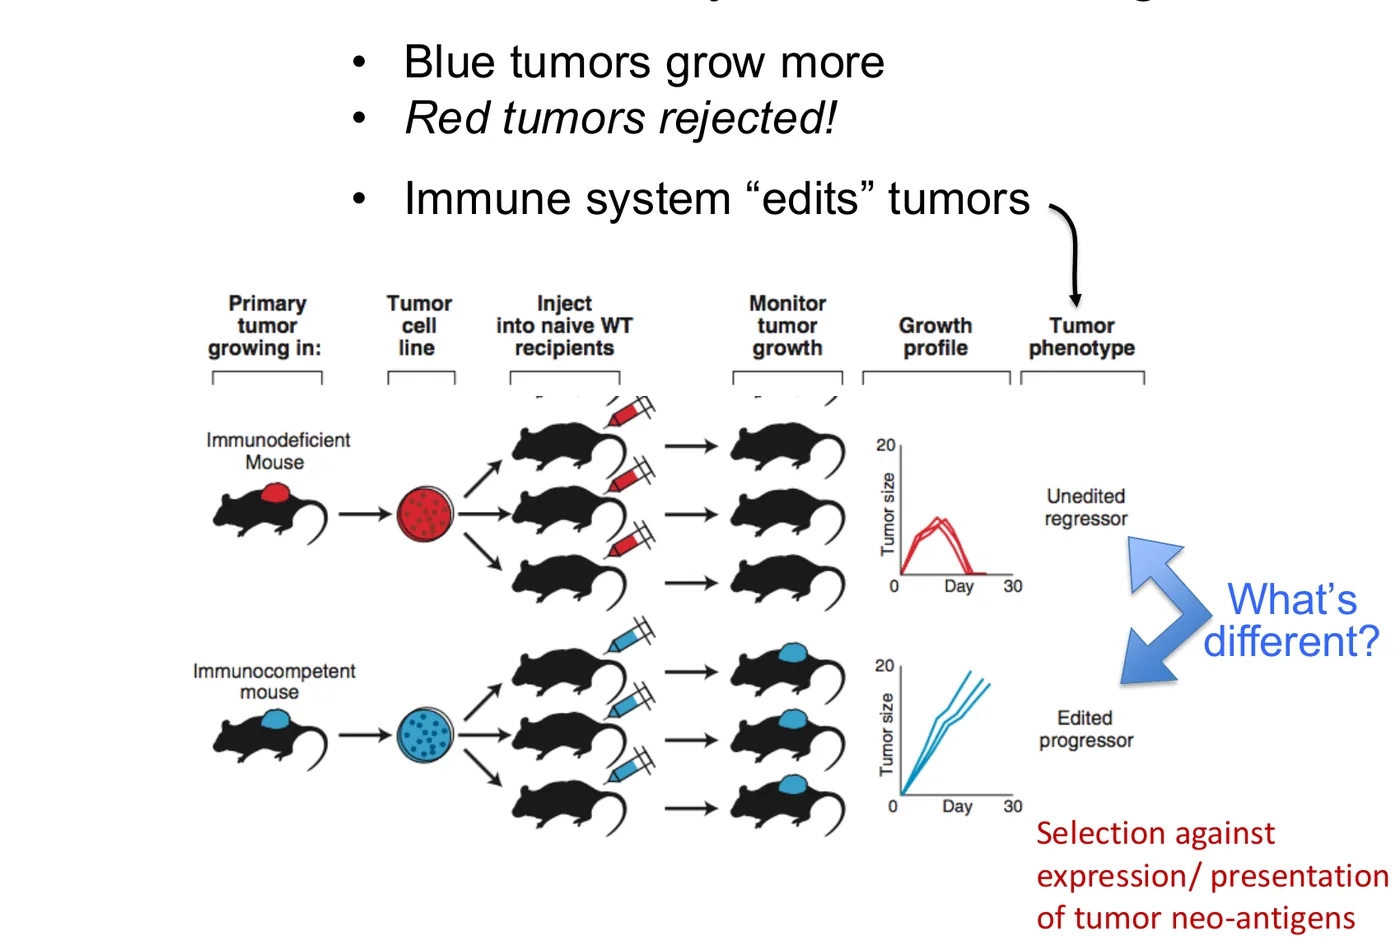 • Blue tumors grow more
• Red tumors rejected!
• Immune system “edits” tumors
Primary
tumor
growing in:
Tumor
cell
line
Inject
into naive WT
recipients
Monitor
tumor
growth
Growth
profile
Tumor
phenotype
Immunodeficient
Mouse
20
Tumor size
0 Day 30
Unedited
regressor
What’s
different?
Immunocompetent
mouse
20
Tumor size
0 Day 30
Edited
progressor
Selection against
expression/ presentation
of tumor neo-antigens